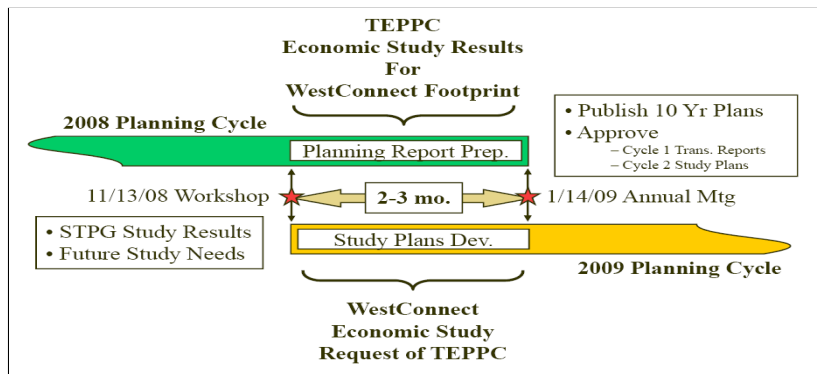 TEPPC
Economic Study Results
For
WestConnect Footprint
• Publish 10 Yr Plans
• Approve
– Cycle 1 Trans. Reports
– Cycle 2 Study Plans
2008 Planning Cycle
Planning Report Prep.
11/13/08 Workshop
2-3 mo.
1/14/09 Annual Mtg
• STPG Study Results
• Future Study Needs
Study Plans Dev.
2009 Planning Cycle
WestConnect
Economic Study
Request of TEPPC